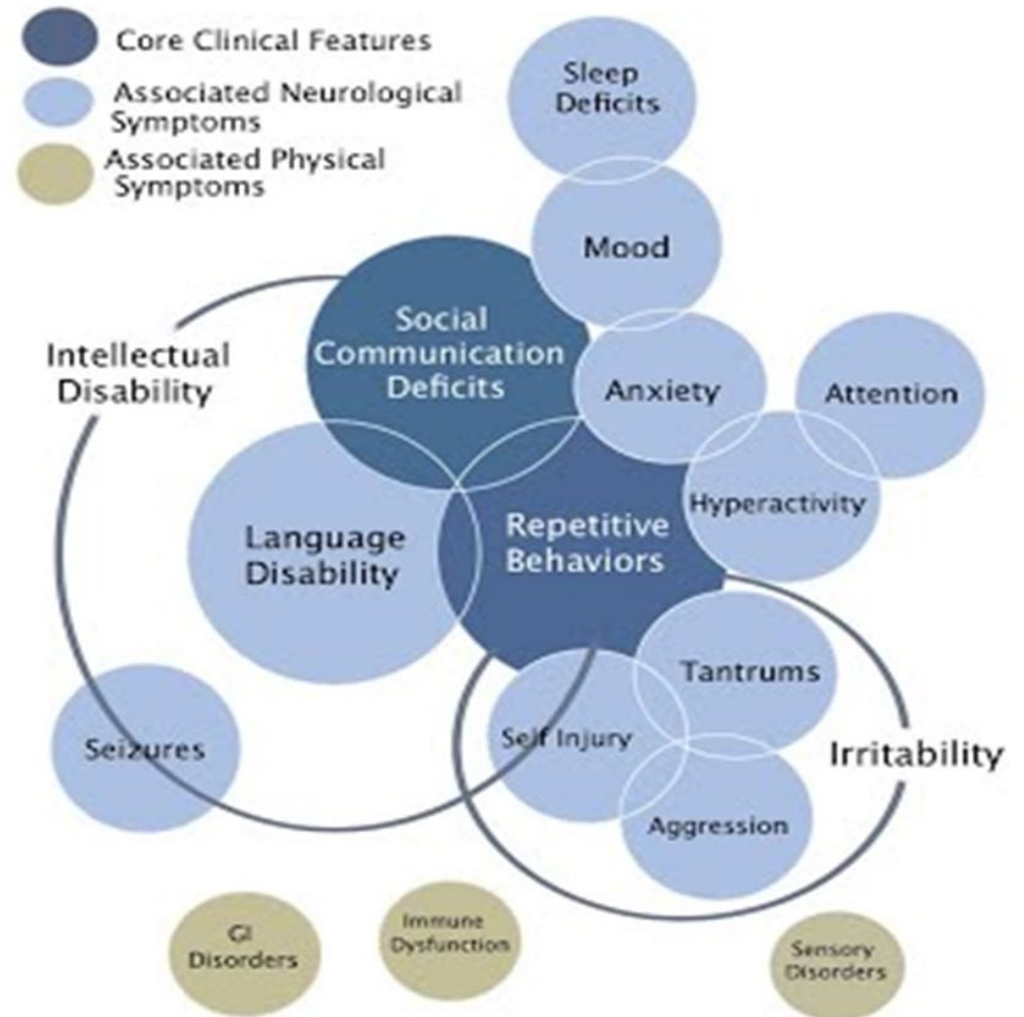 Core Clinical Features
Associated Neurological
Symptoms
Associated Physical
Symptoms
Sleep
Deficits
Mood
Social
Communication
Deficits
Intellectual
Disability
Anxiety
Attention
Hyperactivity
Language
Disability
Repetitive
Behaviors
Tantrums
Seizures
Self Injury
Irritability
Aggression
GI
Disorders
Immune
Dysfunction
Sensory
Disorders